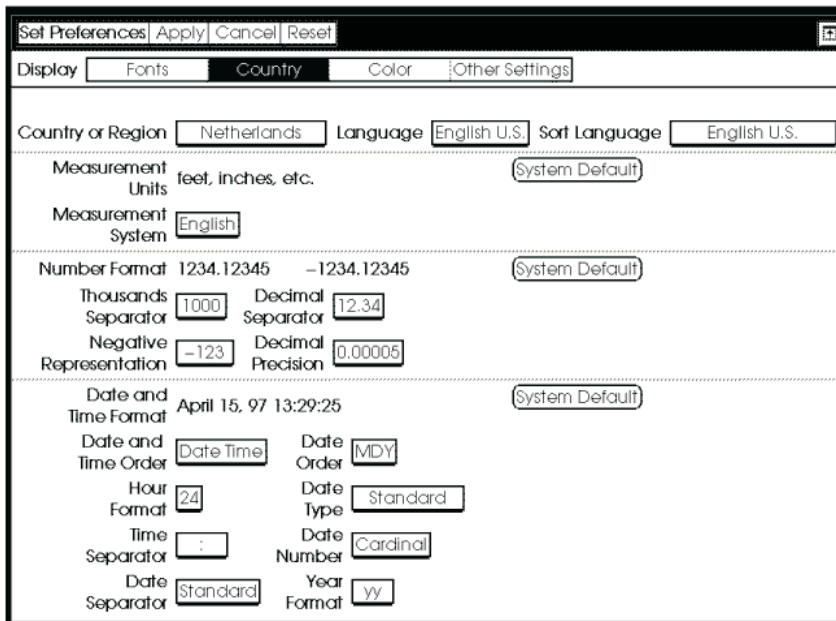 Set Preferences Apply Cancel Reset
Display Fonts Country Color Other Settings
Country or Region Netherlands Language English U.S. Sort Language English U.S.
Measurement Units feet, inches, etc. System Default
Measurement System English
Number Format 1234.12345 −1234.12345 System Default
Thousands Separator 1000 Decimal Separator 12.34
Negative Representation −123 Decimal Precision 0.00005
Date and Time Format April 15, 97 13:29:25 System Default
Date and Time Order Date Time Date Order MDY
Hour Format 24 Date Type Standard
Time Separator : Date Number Cardinal
Date Separator Standard Year Format yy